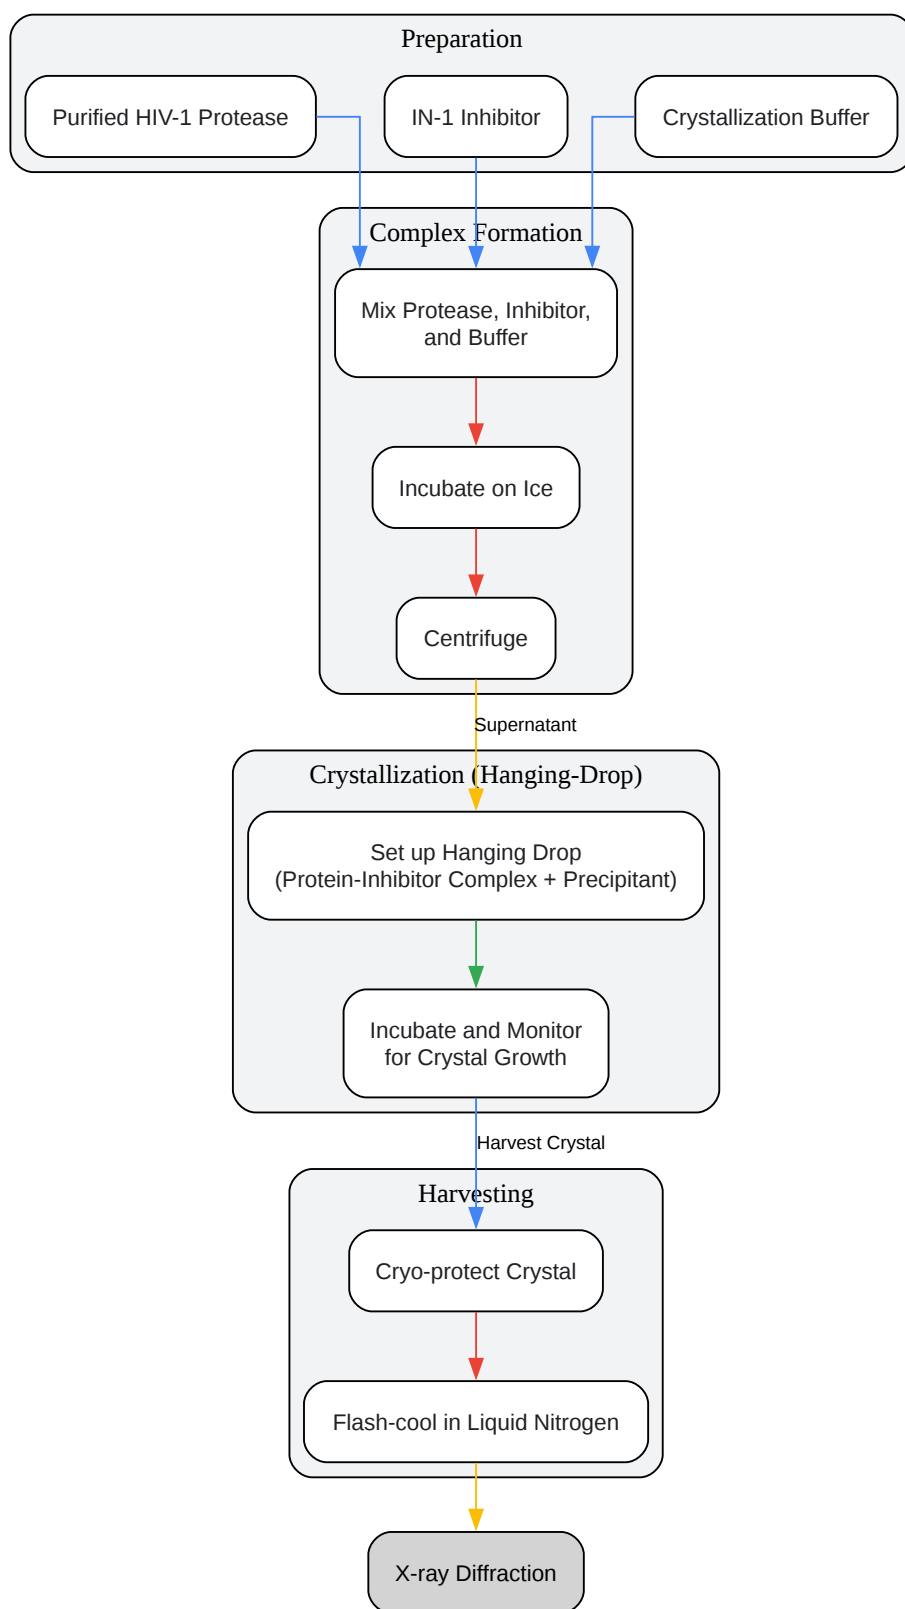 Preparation
Purified HIV-1 Protease
IN-1 Inhibitor
Crystallization Buffer
Complex Formation
Mix Protease, Inhibitor,
and Buffer
Incubate on Ice
Centrifuge
Supernatant
Crystallization (Hanging-Drop)
Set up Hanging Drop
(Protein-Inhibitor Complex + Precipitant)
Incubate and Monitor
for Crystal Growth
Harvest Crystal
Harvesting
Cryo-protect Crystal
Flash-cool in Liquid Nitrogen
X-ray Diffraction